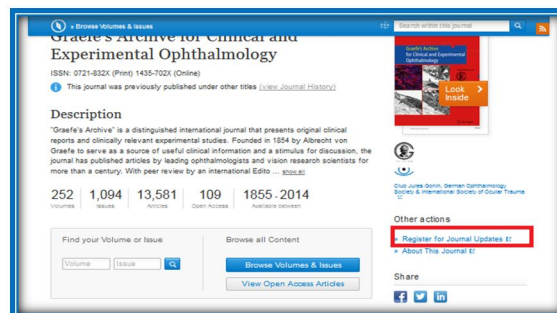 » Browse Volumes & Issues
Search within this journal
Graefe's Archive for Clinical and
Experimental Ophthalmology
ISSN: 0721-832X (Print) 1435-702X (Online)
This journal was previously published under other titles (view Journal History)
Description
"Graefe's Archive" is a distinguished international journal that presents original clinical
reports and clinically relevant experimental studies. Founded in 1854 by Albrecht von
Graefe to serve as a source of useful clinical information and a stimulus for discussion, the
journal has published articles by leading ophthalmologists and vision research scientists for
more than a century. With peer review by an international Edito ... show all
252 1,094 13,581 109 1855 - 2014
Volumes Issues Articles Open Access Available between
Find your Volume or Issue
Volume Issue
Browse all Content
Browse Volumes & Issues
View Open Access Articles
Graefe's Archive
for Clinical and Experimental
Ophthalmology
Look
Inside
Club Jules Gonin, German Ophthalmology
Society & International Society of Ocular Trauma
Other actions
» Register for Journal Updates
» About This Journal
Share